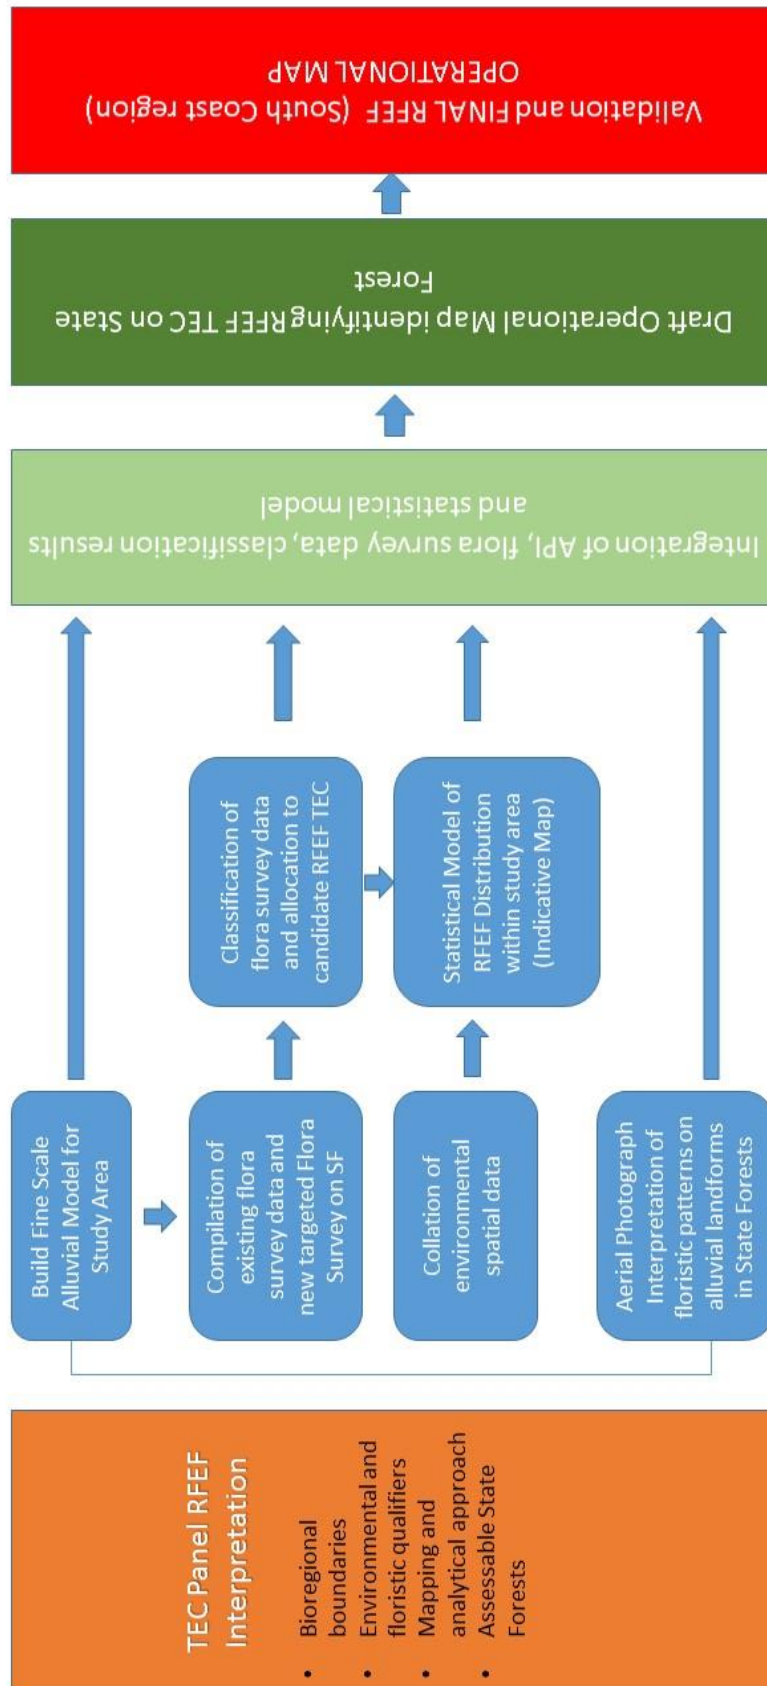 TEC Panel RFEF
Interpretation
• Bioregional
boundaries
• Environmental and
floristic qualifiers
• Mapping and
analytical approach
• Assessable State
Forests
Build Fine Scale
Alluvial Model for
Study Area
Compilation of
existing flora
survey data and
new targeted Flora
Survey on SF
Collation of
environmental
spatial data
Aerial Photograph
Interpretation of
floristic patterns on
alluvial landforms
in State Forests
Classification of
flora survey data
and allocation to
candidate RFEF TEC
Statistical Model of
RFEF Distribution
within study area
(Indicative Map)
Integration of API, flora survey data, classification results
and statistical model
Draft Operational Map identifying RFEF TEC on State
Forest
Validation and FINAL RFEF (South Coast region)
OPERATIONAL MAP